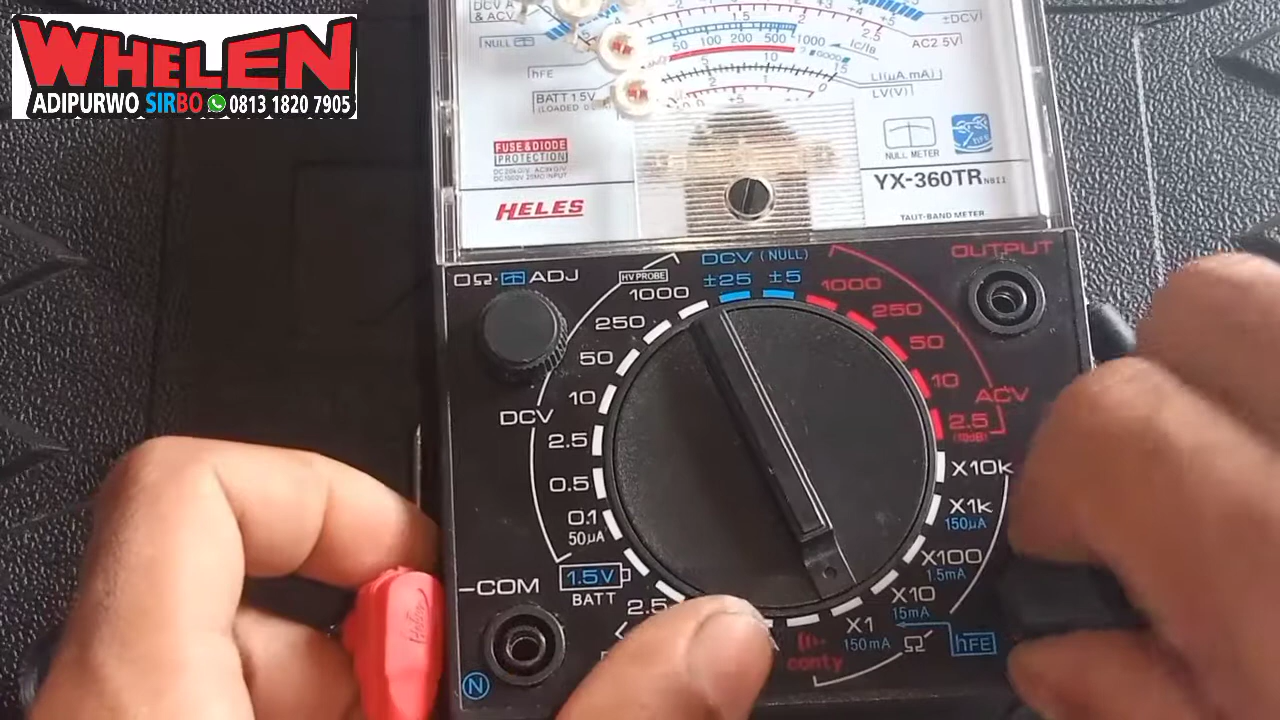 WHELEN
ADIPURWO SIRBO 0813 1820 7905
DCV A
& ACV
NULL
hFE
BATT 1.5V
±DCV
AC2.5V
50 100 200 500 1000 IC/IB
LI(μA,mA)
LV(V)
FUSE&DIODE
PROTECTION
HELES
NULL METER
YX-360TR
TAUT-BAND METER
0Ω· ADJ
HV PROBE
DCV (NULL)
±25 ±5
OUTPUT
1000
250
50
10
DCV
2.5
0.5
0.1
50μA
1.5V
BATT
2.5
1000
250
50
10
ACV
2.5
(10dB)
X10k
X1k
150μA
X100
1.5mA
X10
15mA
X1
150mA
Ω
hFE
conty
-COM
N